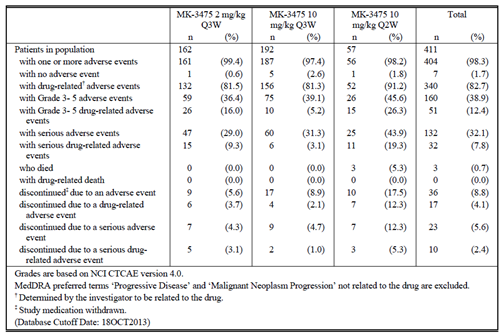 MK-3475 2 mg/kg Q3W MK-3475 10 mg/kg Q3W MK-3475 10 mg/kg Q2W Total
n (%) n (%) n (%) n (%)
Patients in population 162 192 57 411
with one or more adverse events 161 (99.4) 187 (97.4) 56 (98.2) 404 (98.3)
with no adverse event 1 (0.6) 5 (2.6) 1 (1.8) 7 (1.7)
with drug-related† adverse events 132 (81.5) 156 (81.3) 52 (91.2) 340 (82.7)
with Grade 3- 5 adverse events 59 (36.4) 75 (39.1) 26 (45.6) 160 (38.9)
with Grade 3- 5 drug-related adverse events 26 (16.0) 10 (5.2) 15 (26.3) 51 (12.4)
with serious adverse events 47 (29.0) 60 (31.3) 25 (43.9) 132 (32.1)
with serious drug-related adverse events 15 (9.3) 6 (3.1) 11 (19.3) 32 (7.8)
who died 0 (0.0) 0 (0.0) 3 (5.3) 3 (0.7)
with drug-related death 0 (0.0) 0 (0.0) 0 (0.0) 0 (0.0)
discontinued‡ due to an adverse event 9 (5.6) 17 (8.9) 10 (17.5) 36 (8.8)
discontinued due to a drug-related adverse event 6 (3.7) 4 (2.1) 7 (12.3) 17 (4.1)
discontinued due to a serious adverse event 7 (4.3) 9 (4.7) 7 (12.3) 23 (5.6)
discontinued due to a serious drug-related adverse event 5 (3.1) 2 (1.0) 3 (5.3) 10 (2.4)
Grades are based on NCI CTCAE version 4.0.
MedDRA preferred terms 'Progressive Disease' and 'Malignant Neoplasm Progression' not related to the drug are excluded.
† Determined by the investigator to be related to the drug.
‡ Study medication withdrawn.
(Database Cutoff Date: 18OCT2013)